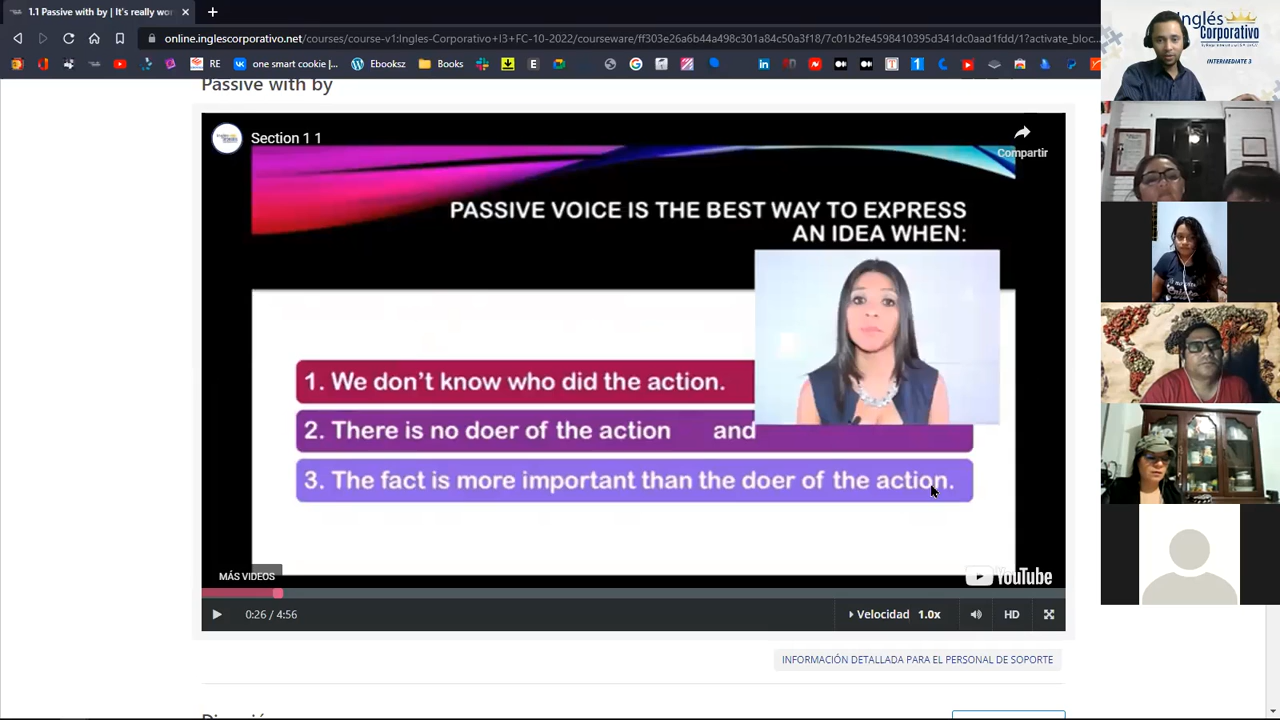 1.1 Passive with by | It's really wor
online.inglescorporativo.net/courses/course-v1:Ingles-Corporativo+B+FC-I3+2022/courseware/ff303e26a6b44a498c301a84c50a3f18/7c01b2fe4598410395d341dc0aad1fdd/1?activate_bloc...
RE
one smart cookie |...
Ebooks
Boo
Passive with by
Section 1 1
Compartir
PASSIVE VOICE IS THE BEST WAY TO EXPRESS
AN IDEA WHEN:
1. We don't know who did the action.
2. There is no doer of the action and
3. The fact is more important than the doer of the action.
MÁS VIDEOS
YouTube
0:26 / 4:56
Velocidad 1.0x
HD
INFORMACIÓN DETALLADA PARA EL PERSONAL DE SOPORTE
Inglés
Corporativo
INTERMEDIATE 3